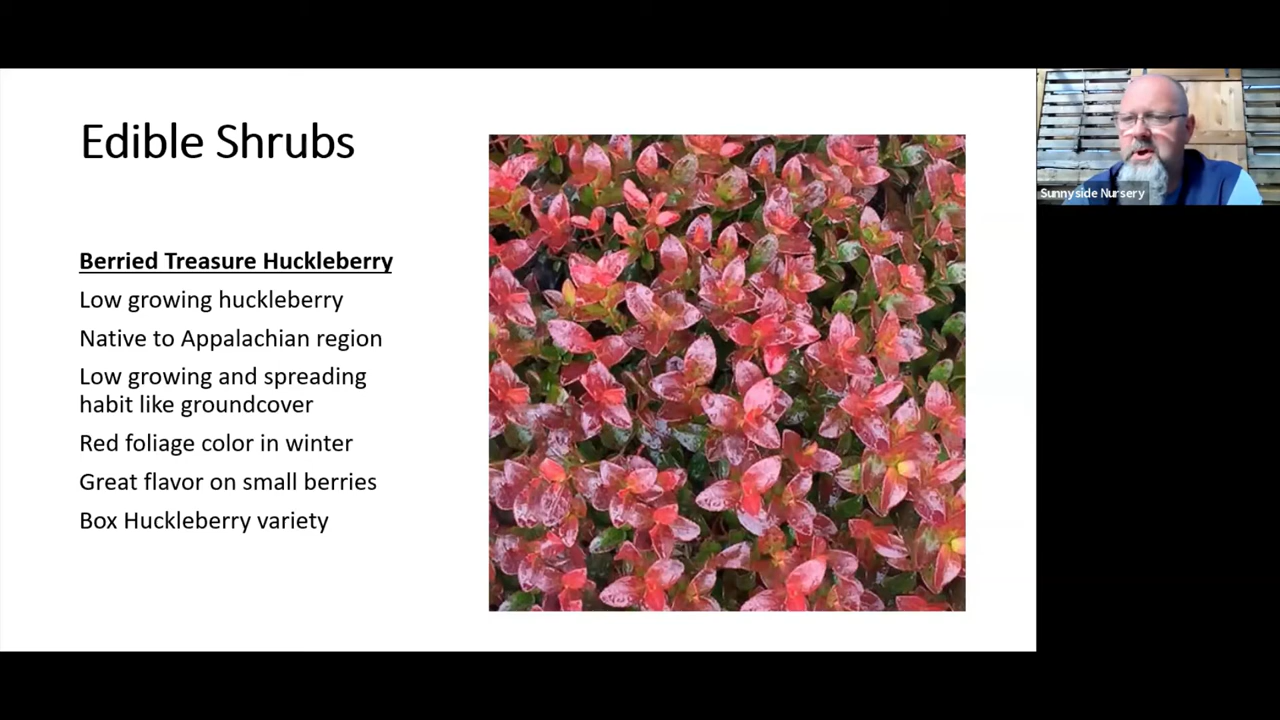 Edible Shrubs
Berried Treasure Huckleberry
Low growing huckleberry
Native to Appalachian region
Low growing and spreading
habit like groundcover
Red foliage color in winter
Great flavor on small berries
Box Huckleberry variety
Sunnyside Nursery